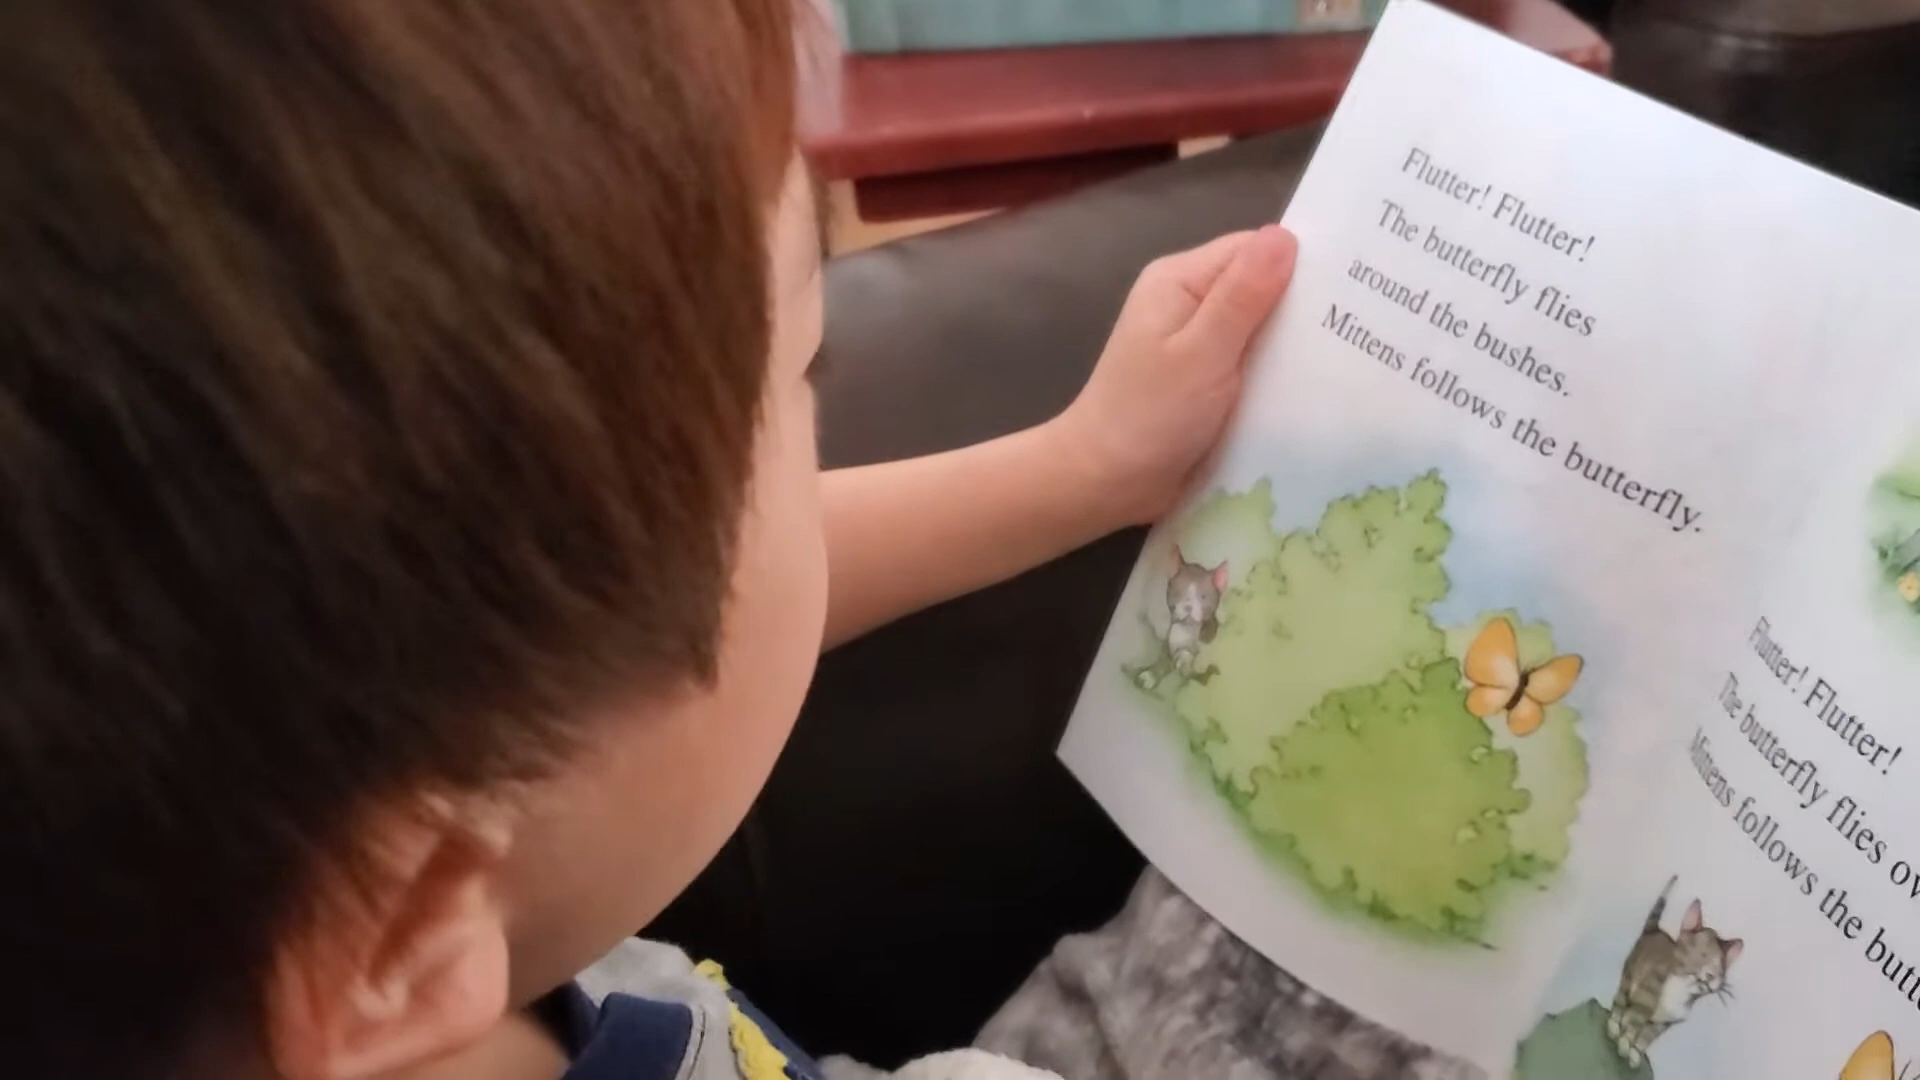 Flutter! Flutter!
The butterfly flies
around the bushes.
Mittens follows the butterfly.
Flutter! Flutter!
The butterfly flies
Mittens follows the